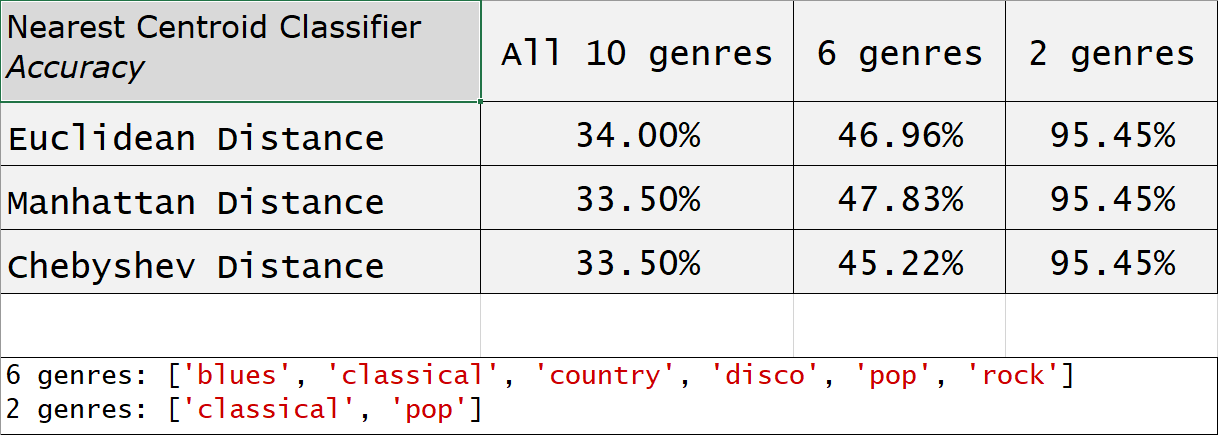 Nearest Centroid Classifier
Accuracy
All 10 genres 6 genres 2 genres
Euclidean Distance 34.00% 46.96% 95.45%
Manhattan Distance 33.50% 47.83% 95.45%
Chebyshev Distance 33.50% 45.22% 95.45%
6 genres: ['blues', 'classical', 'country', 'disco', 'pop', 'rock']
2 genres: ['classical', 'pop']